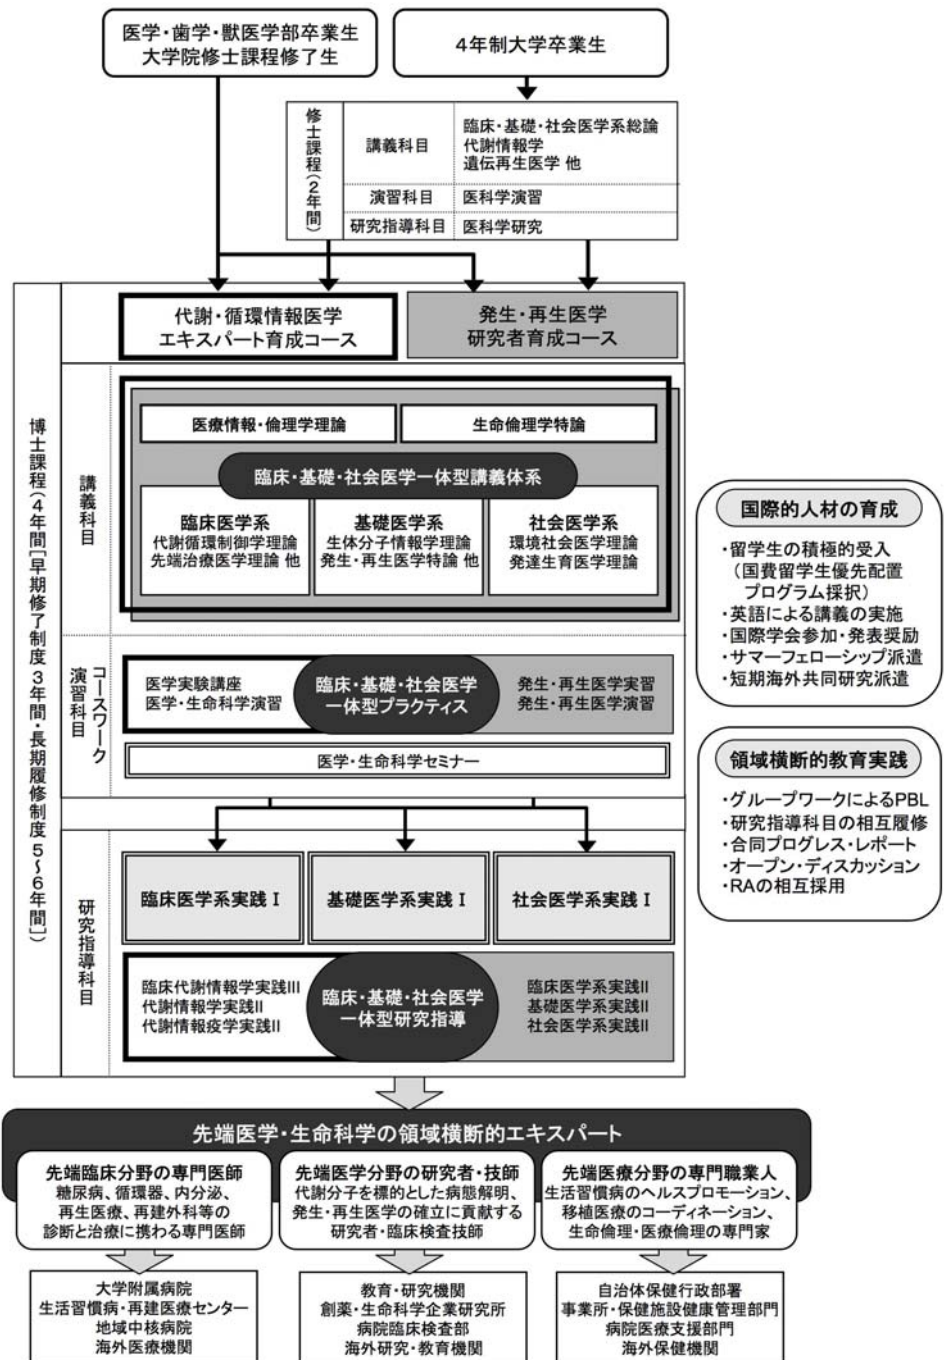 医学・歯学・獣医学部卒業生
大学院修士課程修了生
4年制大学卒業生
修士課程(2年間)
講義科目
臨床・基礎・社会医学系総論
代謝情報学
遺伝再生医学 他
演習科目
医科学演習
研究指導科目
医科学研究
博士課程(4年間[早期修了制度3年間・長期履修制度5〜6年間])
代謝・循環情報医学
エキスパート育成コース
発生・再生医学
研究者育成コース
講義科目
医療情報・倫理学理論
生命倫理学特論
臨床・基礎・社会医学一体型講義体系
臨床医学系
代謝循環制御学理論
先端治療医学理論 他
基礎医学系
生体分子情報学理論
発生・再生医学特論 他
社会医学系
環境社会医学理論
発達生育医学理論
コースワーク
演習科目
医学実験講座
医学・生命科学演習
臨床・基礎・社会医学
一体型プラクティス
発生・再生医学実習
発生・再生医学演習
医学・生命科学セミナー
研究指導科目
臨床医学系実践Ⅰ
基礎医学系実践Ⅰ
社会医学系実践Ⅰ
臨床代謝情報学実践III
代謝情報学実践II
代謝情報疫学実践II
臨床・基礎・社会医学
一体型研究指導
臨床医学系実践II
基礎医学系実践II
社会医学系実践II
国際的人材の育成
・留学生の積極的受入
(国費留学生優先配置
プログラム採択)
・英語による講義の実施
・国際学会参加・発表奨励
・サマーフェローシップ派遣
・短期海外共同研究派遣
領域横断的教育実践
・グループワークによるPBL
・研究指導科目の相互履修
・合同プログレス・レポート
・オープン・ディスカッション
・RAの相互採用
先端医学・生命科学の領域横断的エキスパート
先端臨床分野の専門医師
糖尿病、循環器、内分泌、
再生医療、再建外科等の
診断と治療に携わる専門医師
先端医学分野の研究者・技師
代謝分子を標的とした病態解明、
発生・再生医学の確立に貢献する
研究者・臨床検査技師
先端医療分野の専門職業人
生活習慣病のヘルスプロモーション、
移植医療のコーディネーション、
生命倫理・医療倫理の専門家
大学附属病院
生活習慣病・再建医療センター
地域中核病院
海外医療機関
教育・研究機関
創薬・生命科学企業研究所
病院臨床検査部
海外研究・教育機関
自治体保健行政部署
事業所・保健施設健康管理部門
病院医療支援部門
海外保健機関